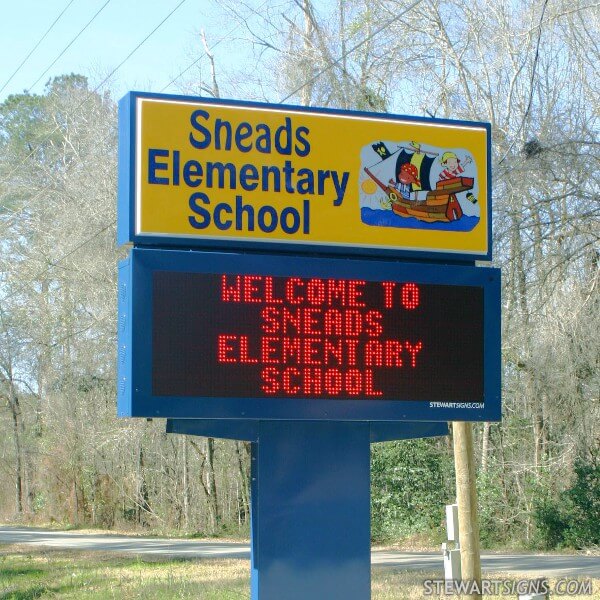 Sneads
Elementary
School
WELCOME TO
SNEADS
ELEMENTARY
SCHOOL
STEWARTSIGNS.COM
STEWARTSIGNS.COM